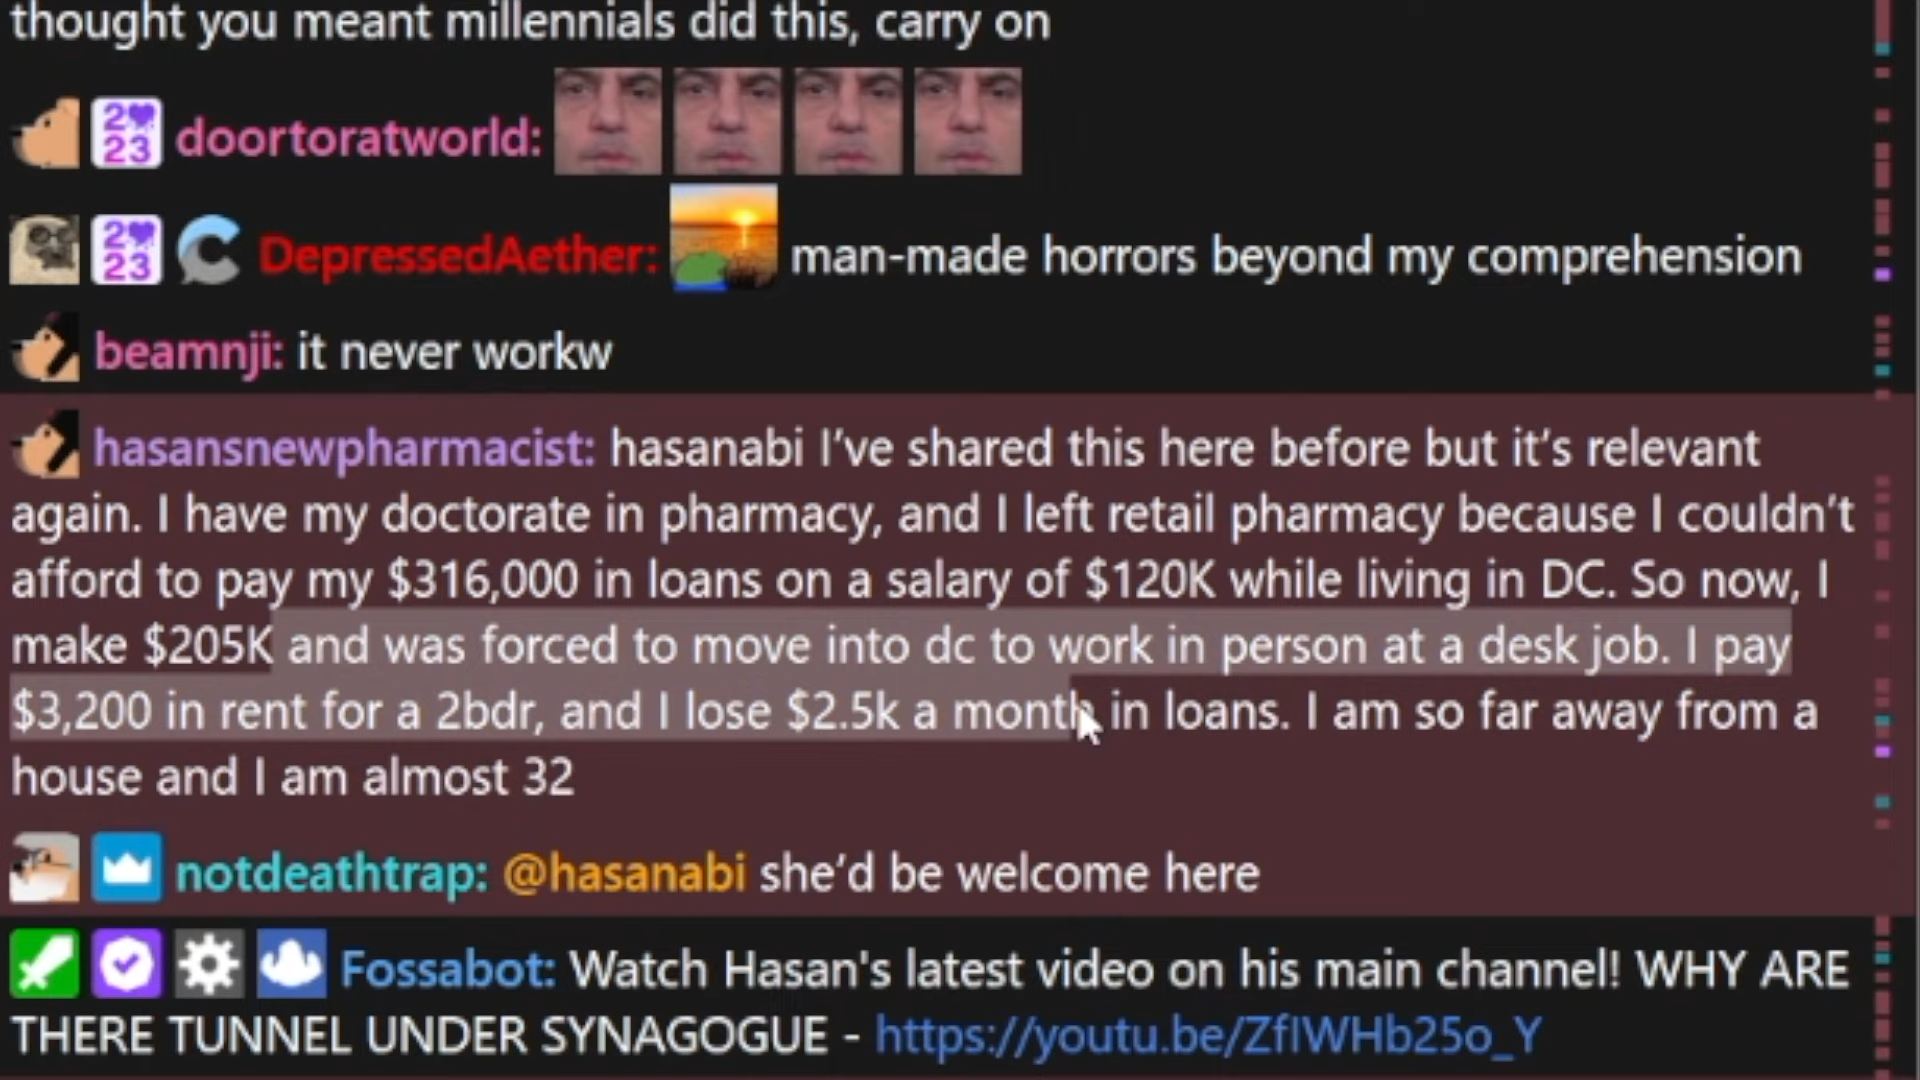 thought you meant millennials did this, carry on
2 23 doortoratworld:
2 23 DepressedAether: man-made horrors beyond my comprehension
beamnji: it never workw
hasansnewpharmacist: hasanabi I’ve shared this here before but it’s relevant
again. I have my doctorate in pharmacy, and I left retail pharmacy because I couldn’t
afford to pay my $316,000 in loans on a salary of $120K while living in DC. So now, I
make $205K and was forced to move into dc to work in person at a desk job. I pay
$3,200 in rent for a 2bdr, and I lose $2.5k a month in loans. I am so far away from a
house and I am almost 32
notdeathtrap: @hasanabi she’d be welcome here
Fossabot: Watch Hasan's latest video on his main channel! WHY ARE
THERE TUNNEL UNDER SYNAGOGUE - https://youtu.be/ZfIWHb25o_Y